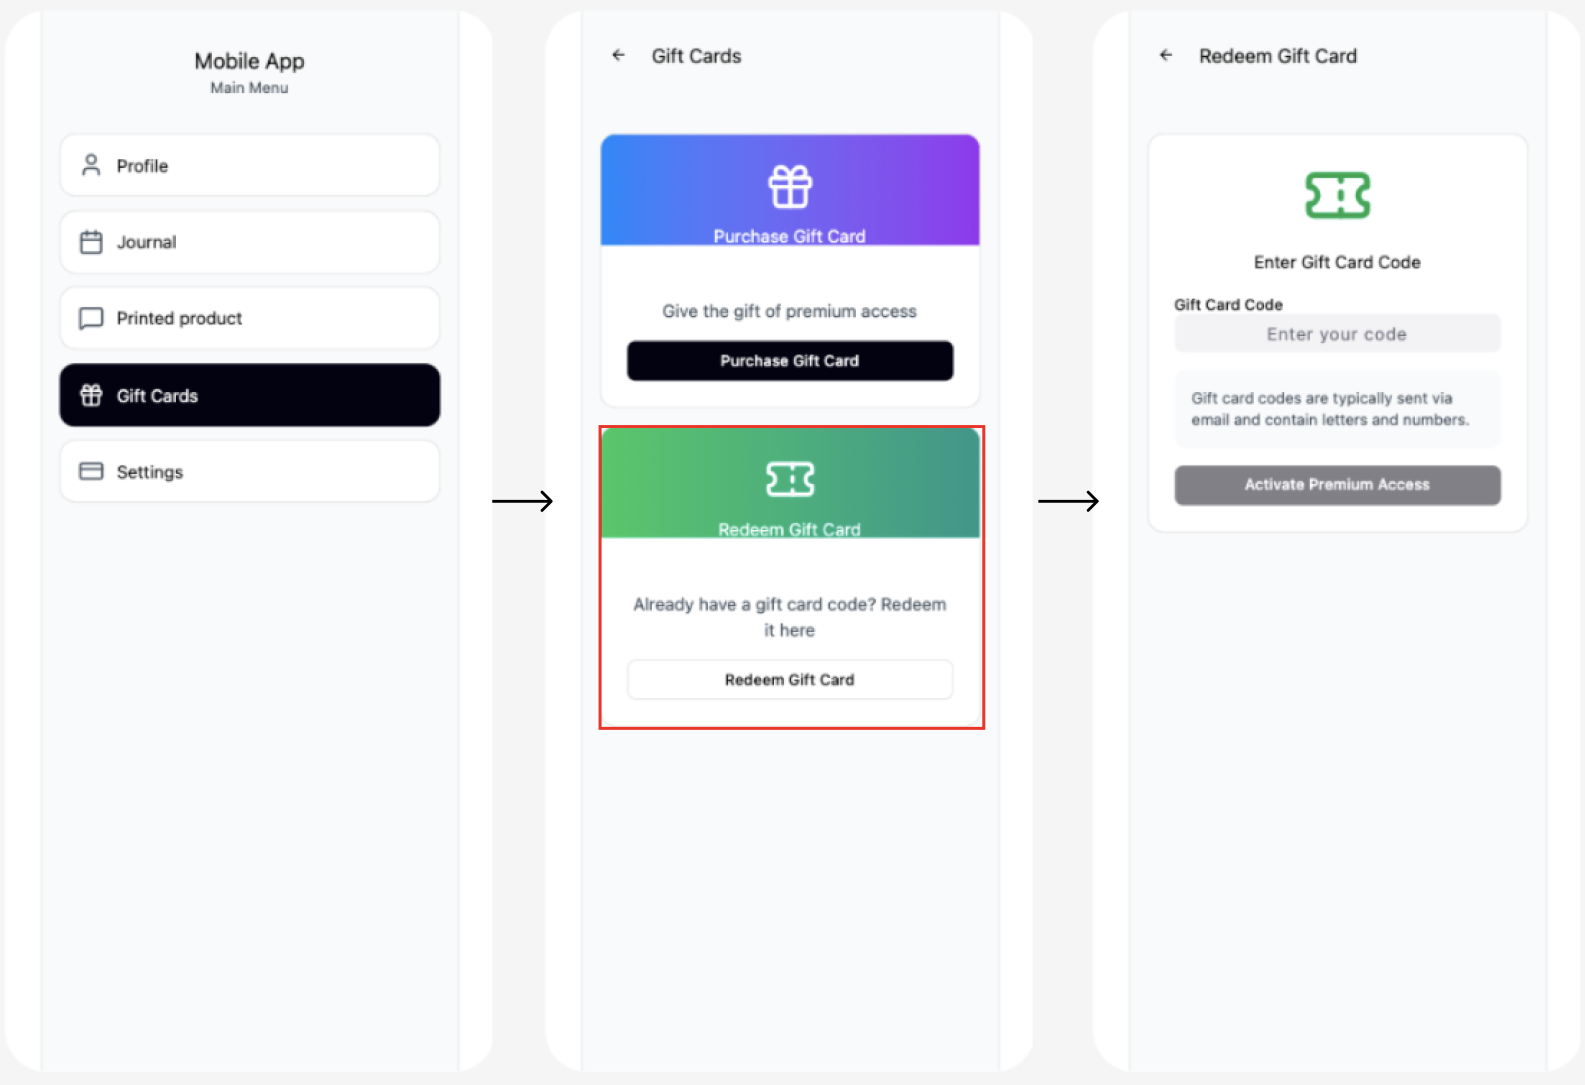 Mobile App
Main Menu
Profile
Journal
Printed product
Gift Cards
Settings
Gift Cards
Purchase Gift Card
Give the gift of premium access
Purchase Gift Card
Redeem Gift Card
Already have a gift card code? Redeem
it here
Redeem Gift Card
Redeem Gift Card
Enter Gift Card Code
Gift Card Code
Enter your code
Gift card codes are typically sent via
email and contain letters and numbers.
Activate Premium Access